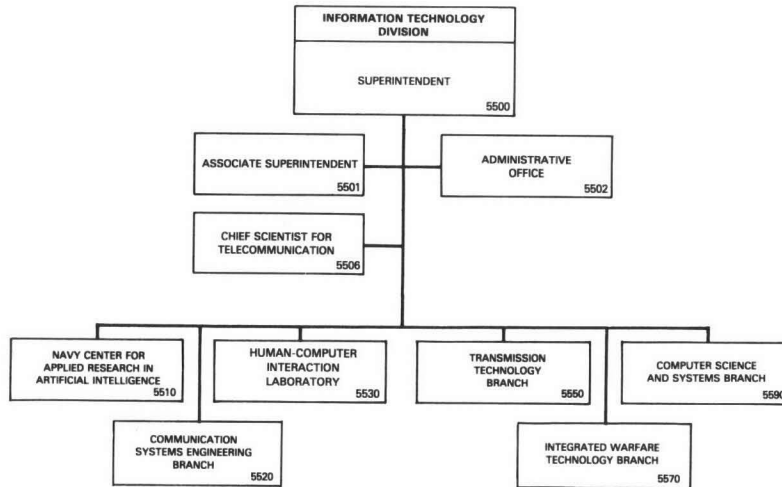 INFORMATION TECHNOLOGY
DIVISION
SUPERINTENDENT
5500
ASSOCIATE SUPERINTENDENT
5501
ADMINISTRATIVE
OFFICE
5502
CHIEF SCIENTIST FOR
TELECOMMUNICATION
5506
NAVY CENTER FOR
APPLIED RESEARCH IN
ARTIFICIAL INTELLIGENCE
5510
HUMAN-COMPUTER
INTERACTION
LABORATORY
5530
TRANSMISSION
TECHNOLOGY
BRANCH
5550
COMPUTER SCIENCE
AND SYSTEMS BRANCH
5590
COMMUNICATION
SYSTEMS ENGINEERING
BRANCH
5520
INTEGRATED WARFARE
TECHNOLOGY BRANCH
5570